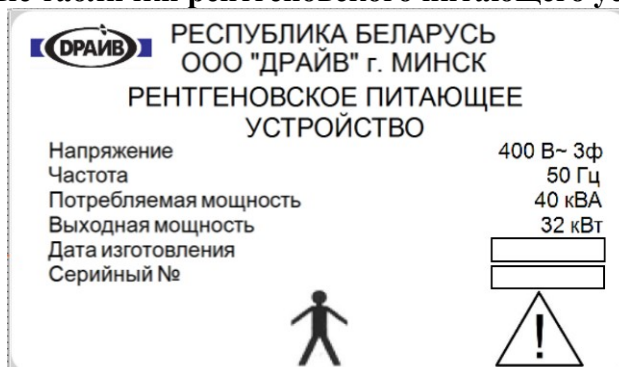 ДРАЙВ
РЕСПУБЛИКА БЕЛАРУСЬ
ООО "ДРАЙВ" г. МИНСК
РЕНТГЕНОВСКОЕ ПИТАЮЩЕЕ
УСТРОЙСТВО
Напряжение 400 В~ 3ф
Частота 50 Гц
Потребляемая мощность 40 кВА
Выходная мощность 32 кВт
Дата изготовления
Серийный №
!